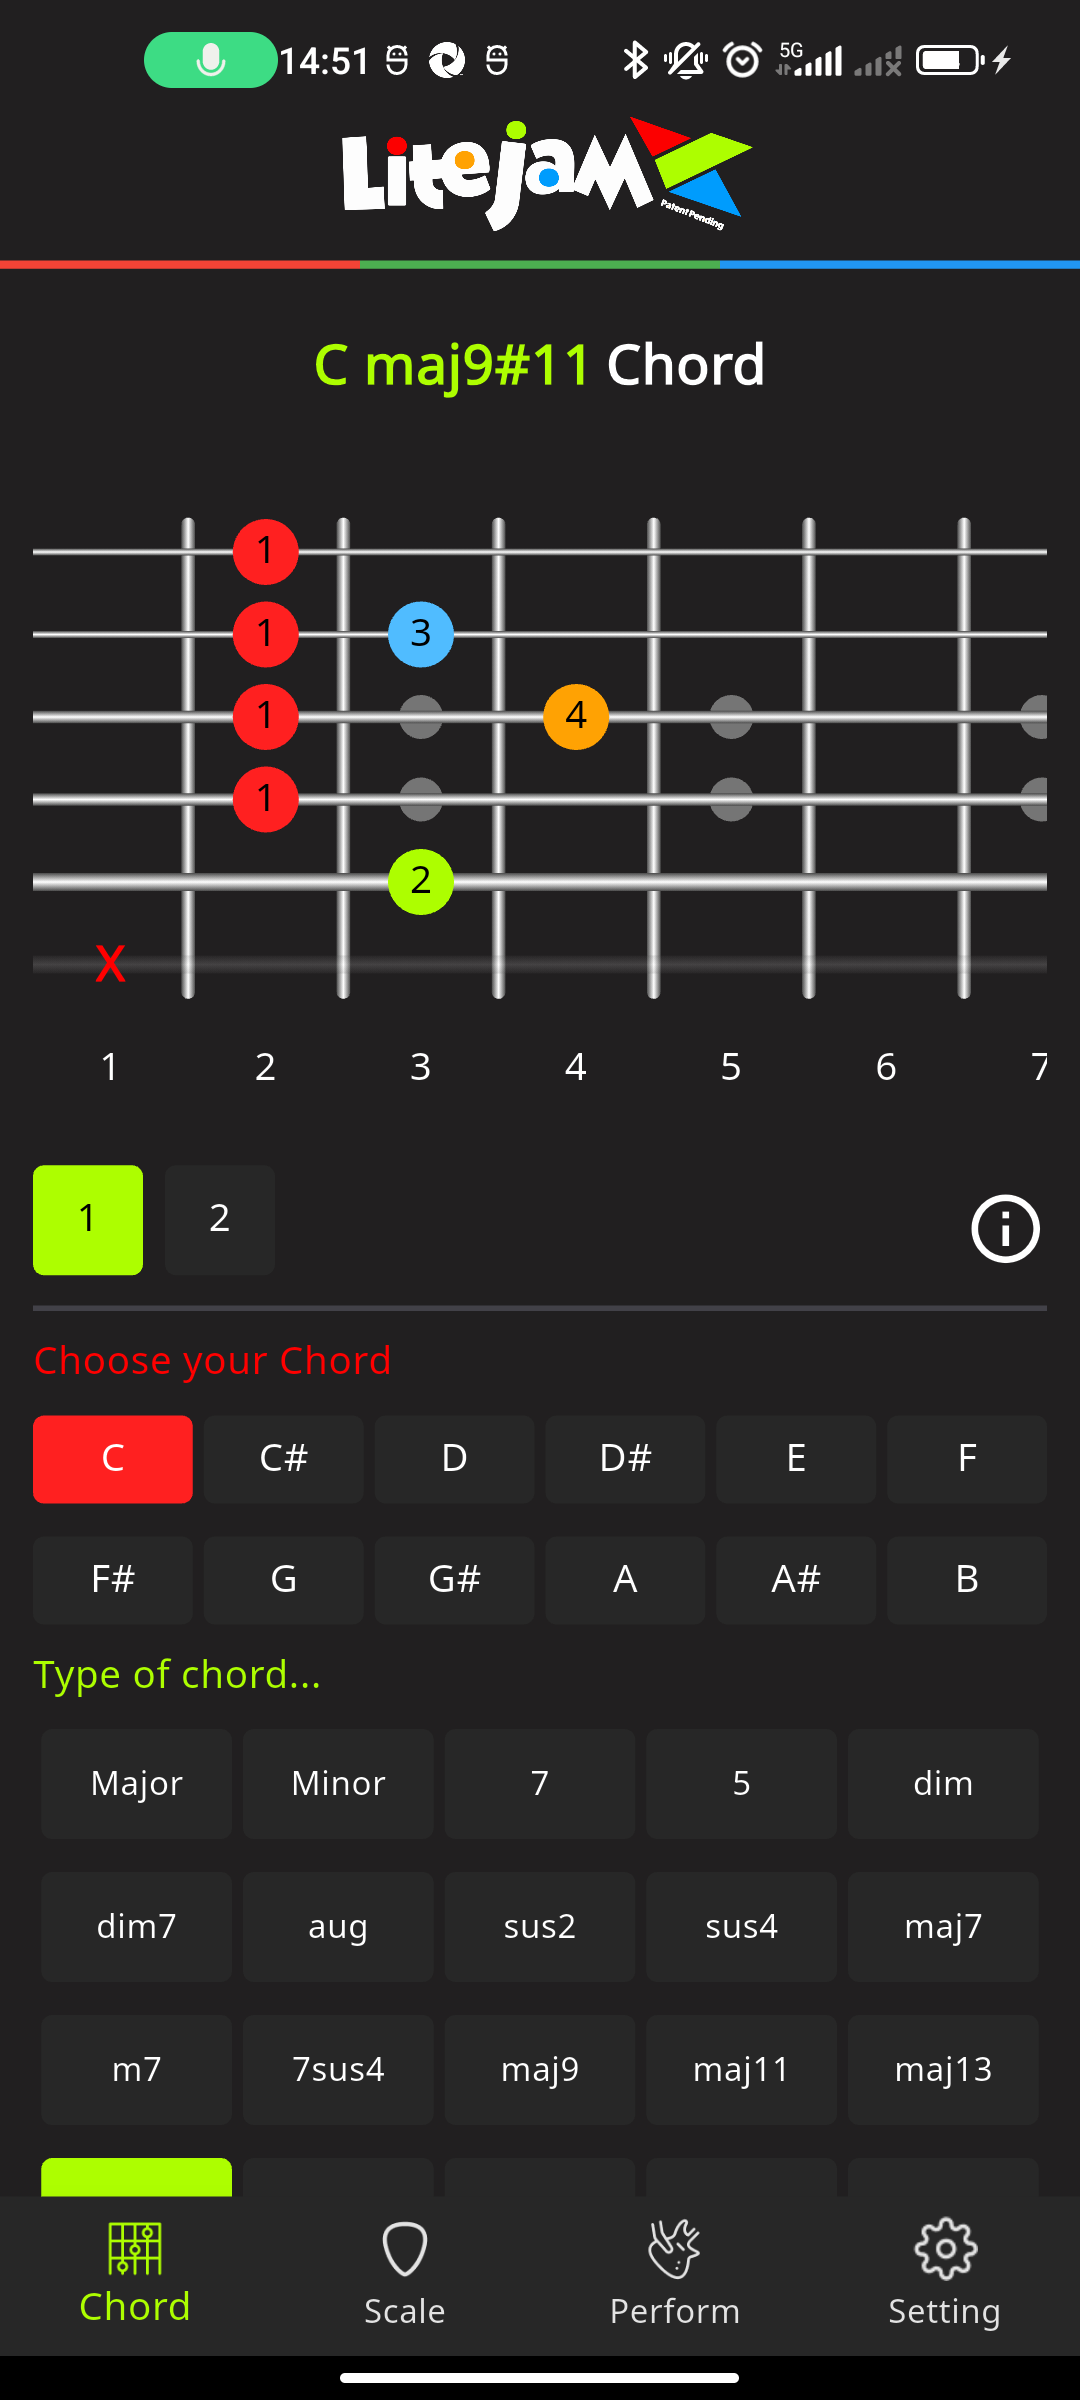 14:51 5G
Litejam
Patent Pending
C maj9#11 Chord
1
1 3
1 4
1
2
X
1 2 3 4 5 6 7
1 2
Choose your Chord
C C# D D# E F
F# G G# A A# B
Type of chord...
Major Minor 7 5 dim
dim7 aug sus2 sus4 maj7
m7 7sus4 maj9 maj11 maj13
Chord Scale Perform Setting